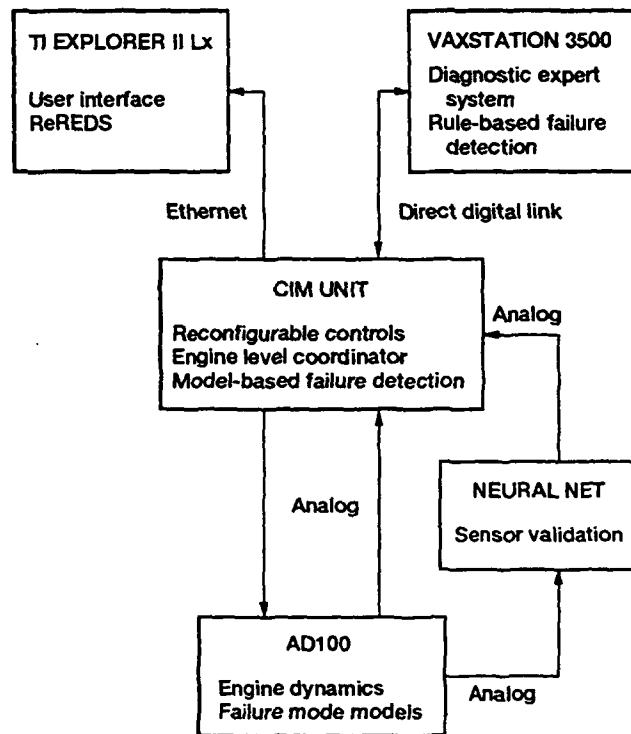 TI EXPLORER II Lx
User interface
ReREDS
VAXSTATION 3500
Diagnostic expert
system
Rule-based failure
detection
Ethernet
Direct digital link
CIM UNIT
Reconfigurable controls
Engine level coordinator
Model-based failure detection
Analog
NEURAL NET
Sensor validation
Analog
AD100
Engine dynamics
Failure mode models
Analog